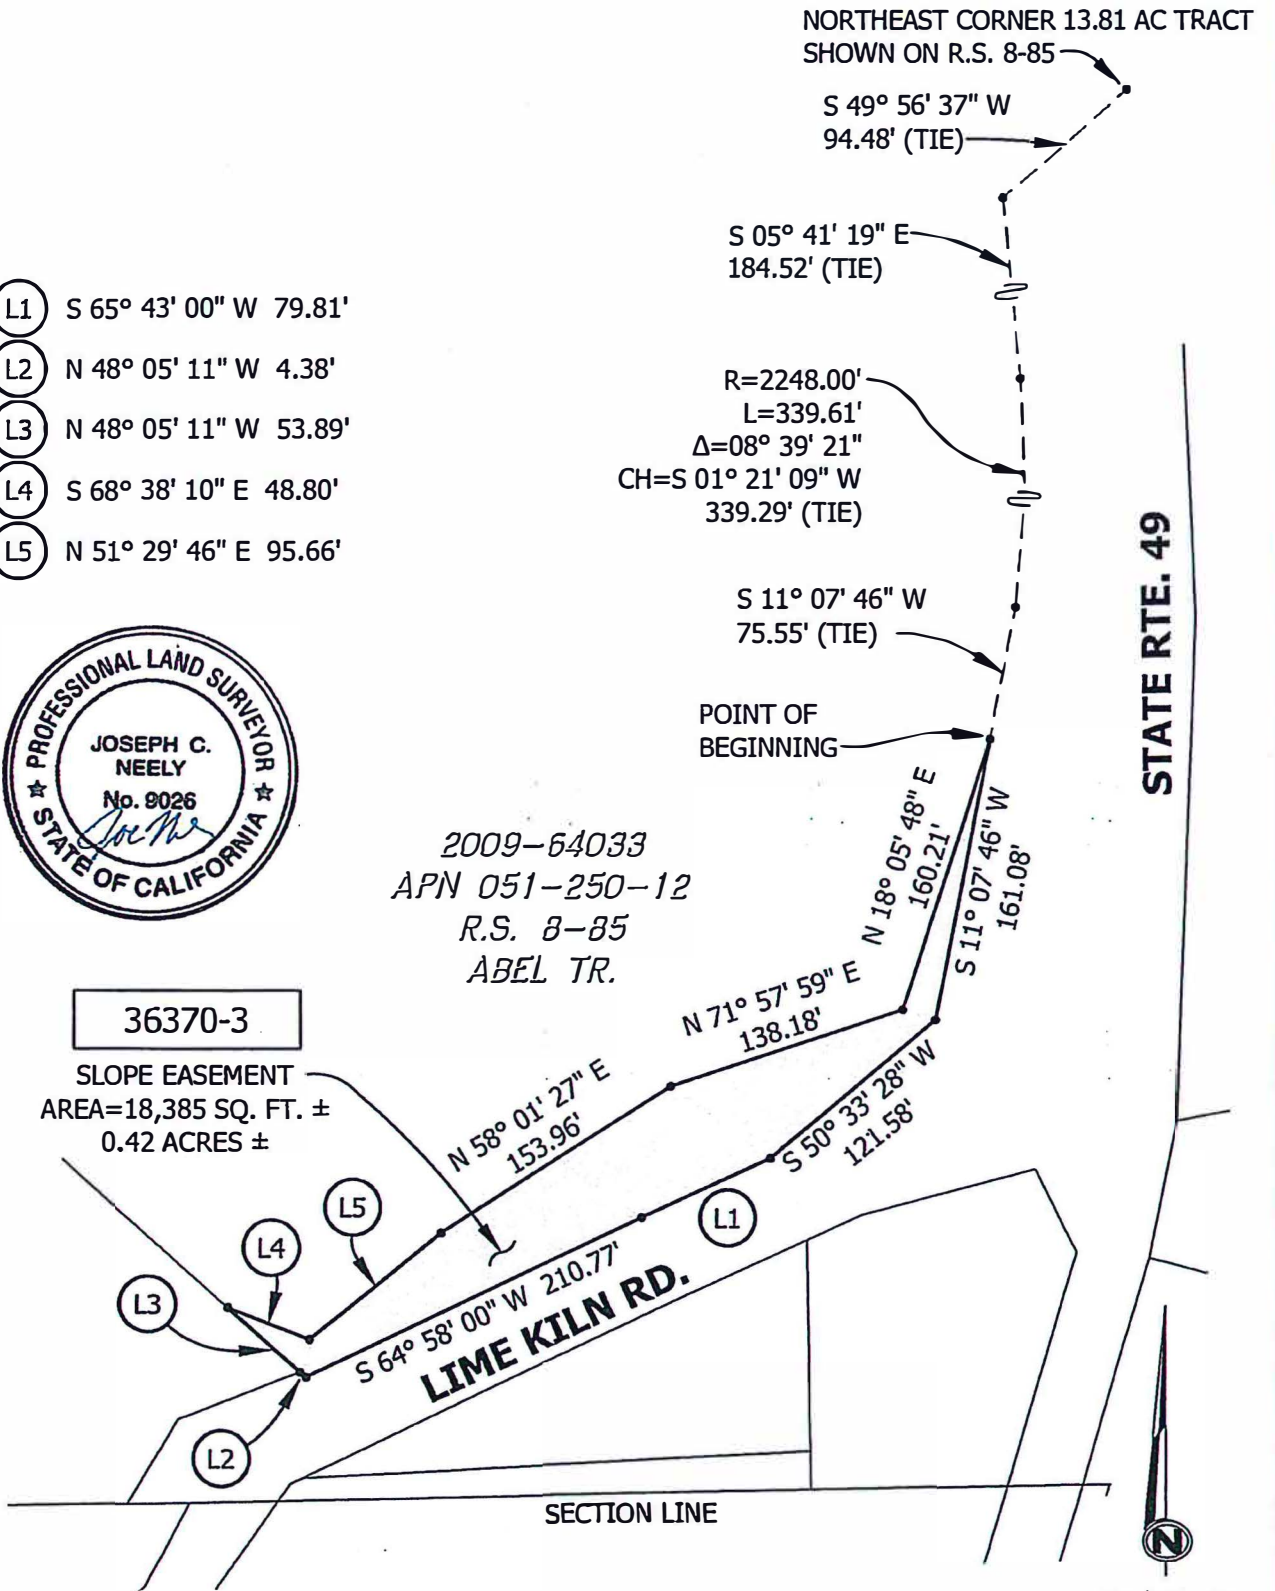 NORTHEAST CORNER 13.81 AC TRACT
SHOWN ON R.S. 8-85
S 49° 56' 37" W
94.48' (TIE)
S 05° 41' 19" E
184.52' (TIE)
L1 S 65° 43' 00" W 79.81'
L2 N 48° 05' 11" W 4.38'
L3 N 48° 05' 11" W 53.89'
L4 S 68° 38' 10" E 48.80'
L5 N 51° 29' 46" E 95.66'
R=2248.00'
L=339.61'
Δ=08° 39' 21"
CH=S 01° 21' 09" W
339.29' (TIE)
STATE RTE. 49
S 11° 07' 46" W
75.55' (TIE)
POINT OF
BEGINNING
PROFESSIONAL LAND SURVEYOR
JOSEPH C.
NEELY
No. 9026
STATE OF CALIFORNIA
N 18° 05' 48" E
160.21'
S 11° 07' 46" W
161.08'
2009-64033
APN 051-250-12
R.S. 8-85
ABEL TR.
N 71° 57' 59" E
138.18'
36370-3
SLOPE EASEMENT
AREA=18,385 SQ. FT. ±
0.42 ACRES ±
N 58° 01' 27" E
153.96'
S 50° 33' 28" W
121.58'
L5
L1
L4
L3
S 64° 58' 00" W 210.77'
LIME KILN RD.
L2
SECTION LINE
N